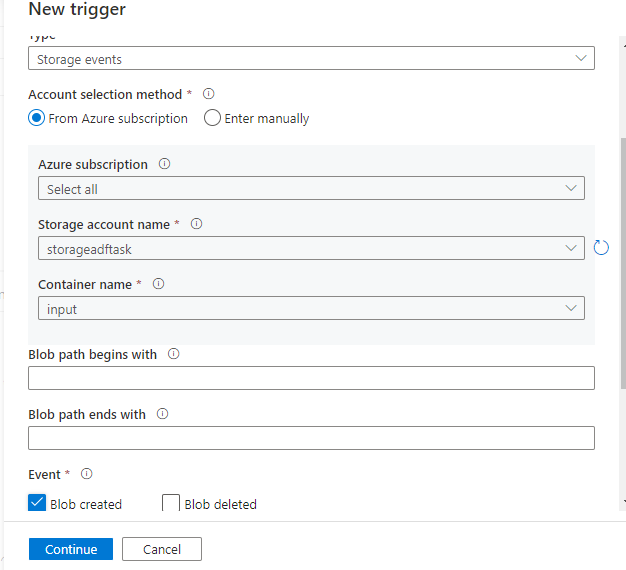 New trigger
Type
Storage events
Account selection method *
From Azure subscription
Enter manually
Azure subscription
Select all
Storage account name *
storageadftask
Container name *
input
Blob path begins with
Blob path ends with
Event *
Blob created
Blob deleted
Continue
Cancel